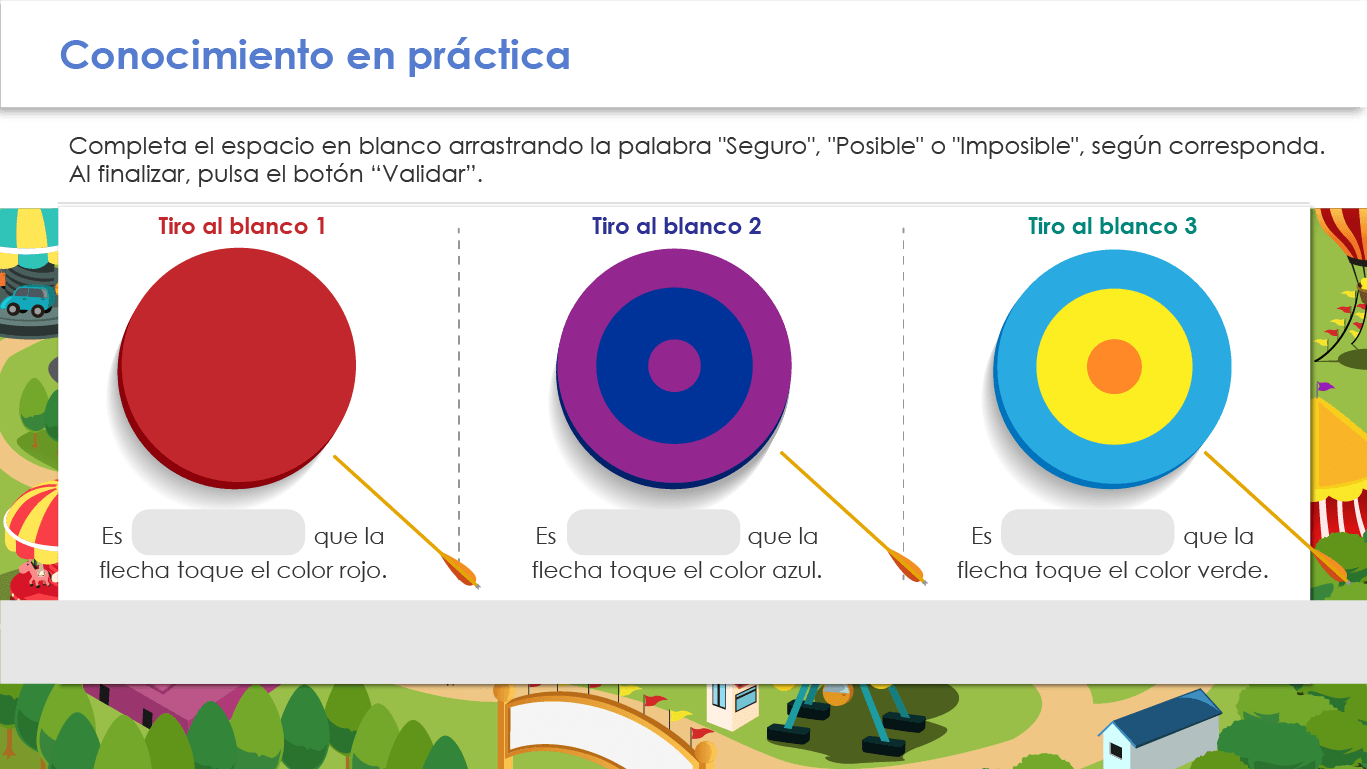 Conocimiento en práctica
Completa el espacio en blanco arrastrando la palabra "Seguro", "Posible" o "Imposible", según corresponda.
Al finalizar, pulsa el botón “Validar”.
Tiro al blanco 1
Es que la
flecha toque el color rojo.
Tiro al blanco 2
Es que la
flecha toque el color azul.
Tiro al blanco 3
Es que la
flecha toque el color verde.